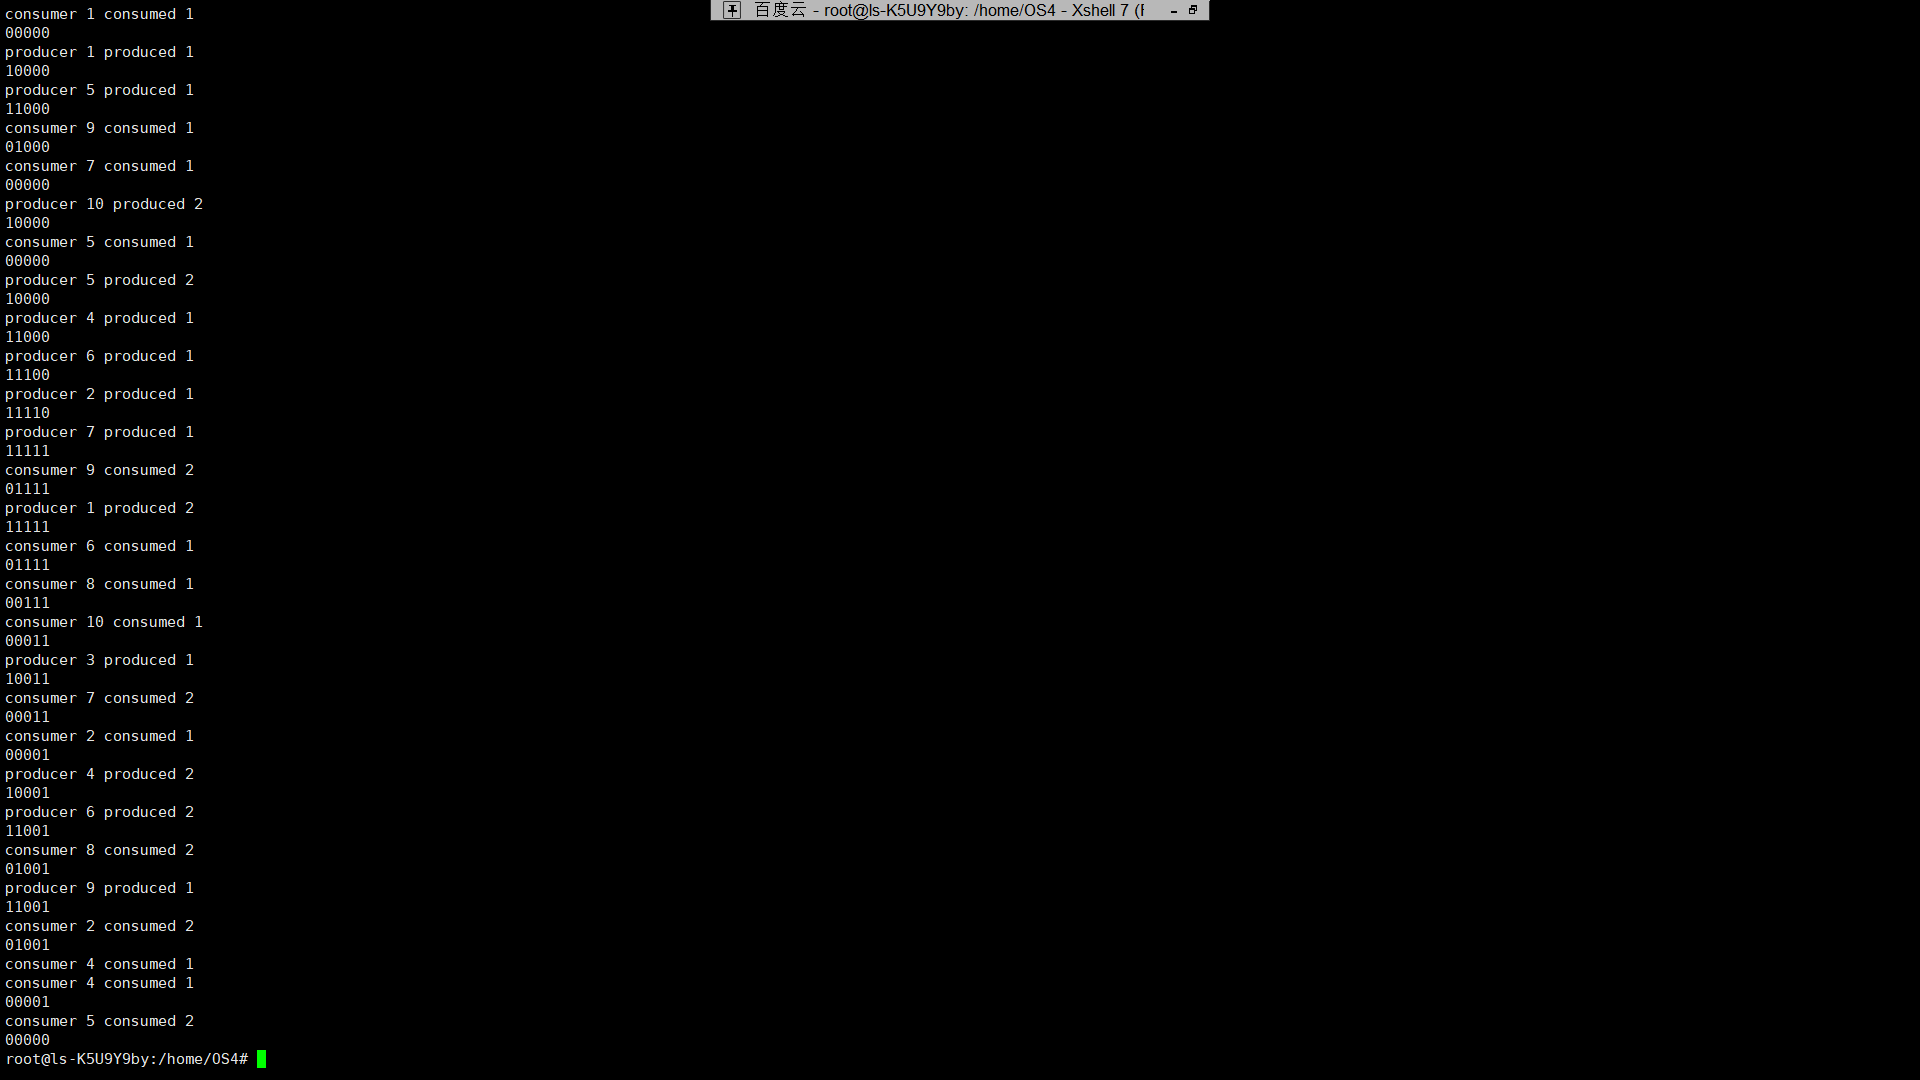 百度云 - root@ls-K5U9Y9by: /home/OS4 - Xshell 7 (F
consumer 1 consumed 1
00000
producer 1 produced 1
10000
producer 5 produced 1
11000
consumer 9 consumed 1
01000
consumer 7 consumed 1
00000
producer 10 produced 2
10000
consumer 5 consumed 1
00000
producer 5 produced 2
10000
producer 4 produced 1
11000
producer 6 produced 1
11100
producer 2 produced 1
11110
producer 7 produced 1
11111
consumer 9 consumed 2
01111
producer 1 produced 2
11111
consumer 6 consumed 1
01111
consumer 8 consumed 1
00111
consumer 10 consumed 1
00011
producer 3 produced 1
10011
consumer 7 consumed 2
00011
consumer 2 consumed 1
00001
producer 4 produced 2
10001
producer 6 produced 2
11001
consumer 8 consumed 2
01001
producer 9 produced 1
11001
consumer 2 consumed 2
01001
consumer 4 consumed 1
consumer 4 consumed 1
00001
consumer 5 consumed 2
00000
root@ls-K5U9Y9by:/home/OS4#